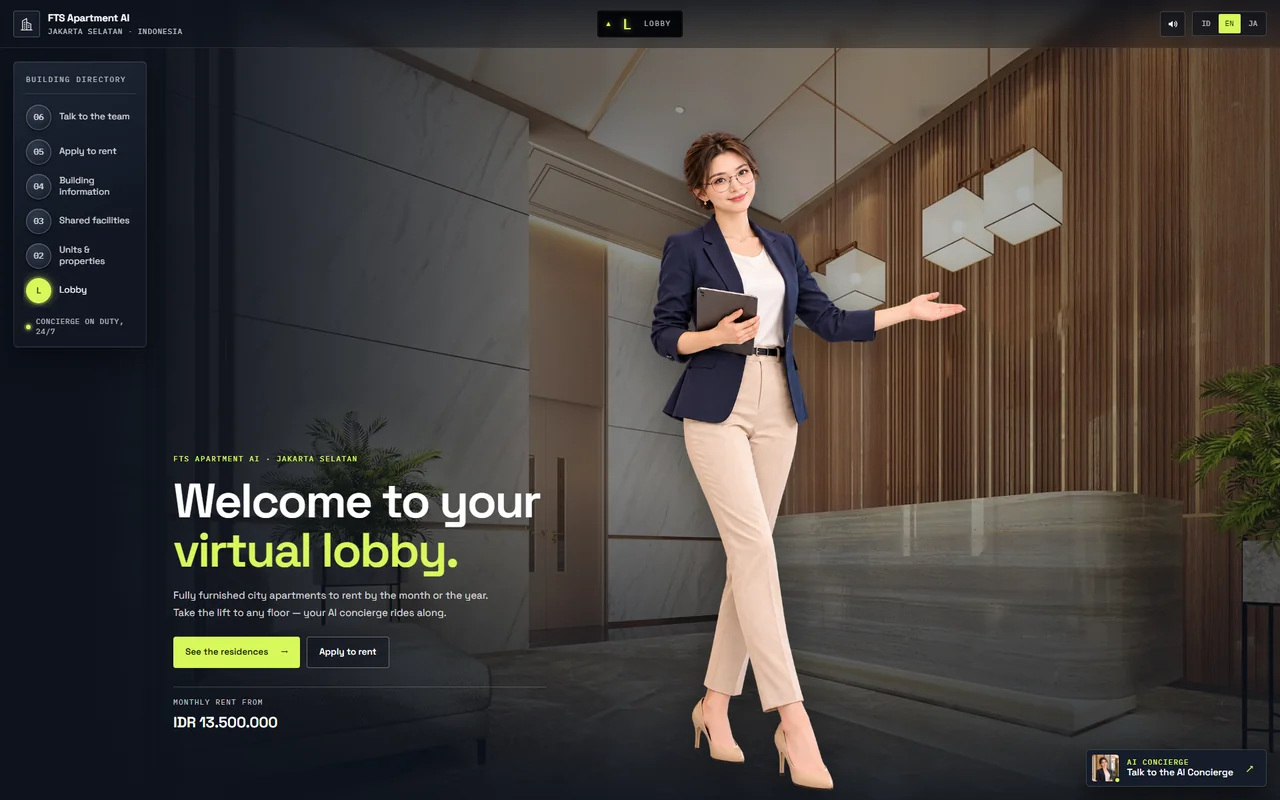 FTS Apartment AI
JAKARTA SELATAN · INDONESIA
▲ L LOBBY
ID EN JA
BUILDING DIRECTORY
06 Talk to the team
05 Apply to rent
04 Building
information
03 Shared facilities
02 Units &
properties
L Lobby
CONCIERGE ON DUTY,
24/7
FTS APARTMENT AI · JAKARTA SELATAN
Welcome to your
virtual lobby.
Fully furnished city apartments to rent by the month or the year.
Take the lift to any floor — your AI concierge rides along.
See the residences →
Apply to rent
MONTHLY RENT FROM
IDR 13.500.000
AI CONCIERGE
Talk to the AI Concierge ↗